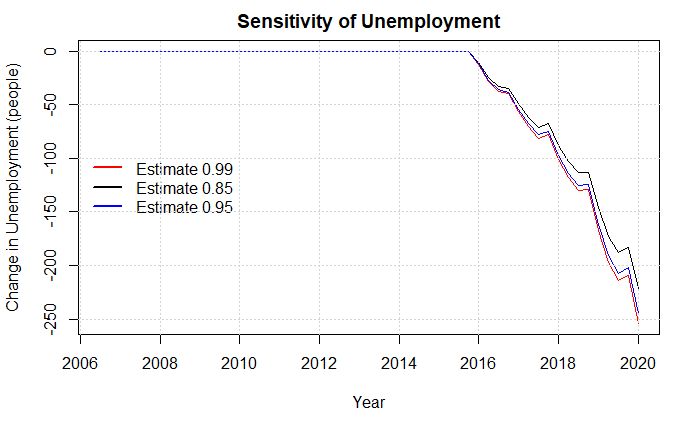 Sensitivity of Unemployment
Change in Unemployment (people)
0
-50
-100
-150
-200
-250
Estimate 0.99
Estimate 0.85
Estimate 0.95
2006 2008 2010 2012 2014 2016 2018 2020
Year